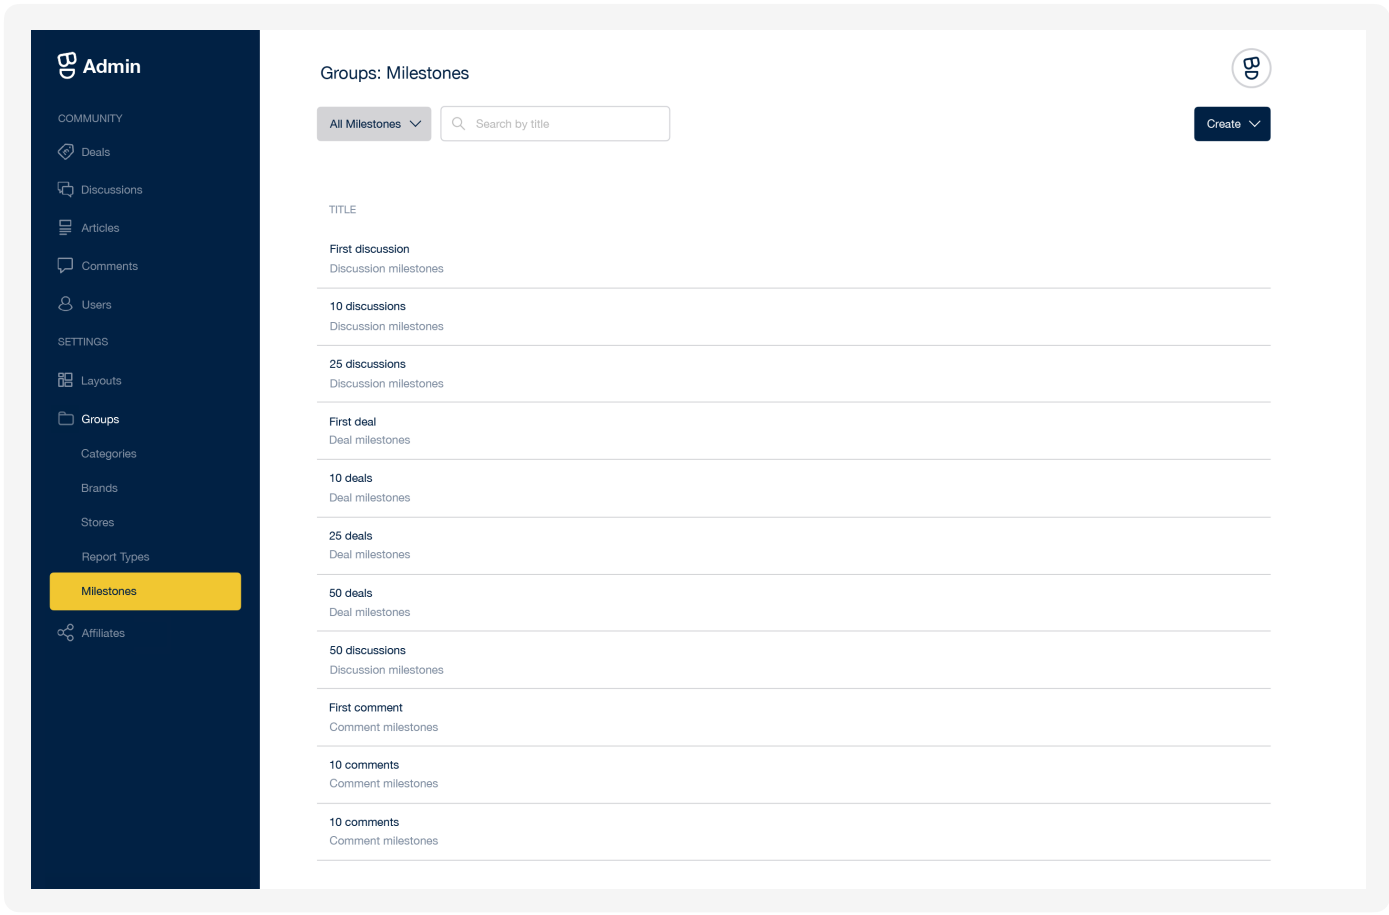 Admin
COMMUNITY
Deals
Discussions
Articles
Comments
Users
SETTINGS
Layouts
Groups
Categories
Brands
Stores
Report Types
Milestones
Affiliates
Groups: Milestones
All Milestones
Search by title
Create
TITLE
First discussion
Discussion milestones
10 discussions
Discussion milestones
25 discussions
Discussion milestones
First deal
Deal milestones
10 deals
Deal milestones
25 deals
Deal milestones
50 deals
Deal milestones
50 discussions
Discussion milestones
First comment
Comment milestones
10 comments
Comment milestones
10 comments
Comment milestones